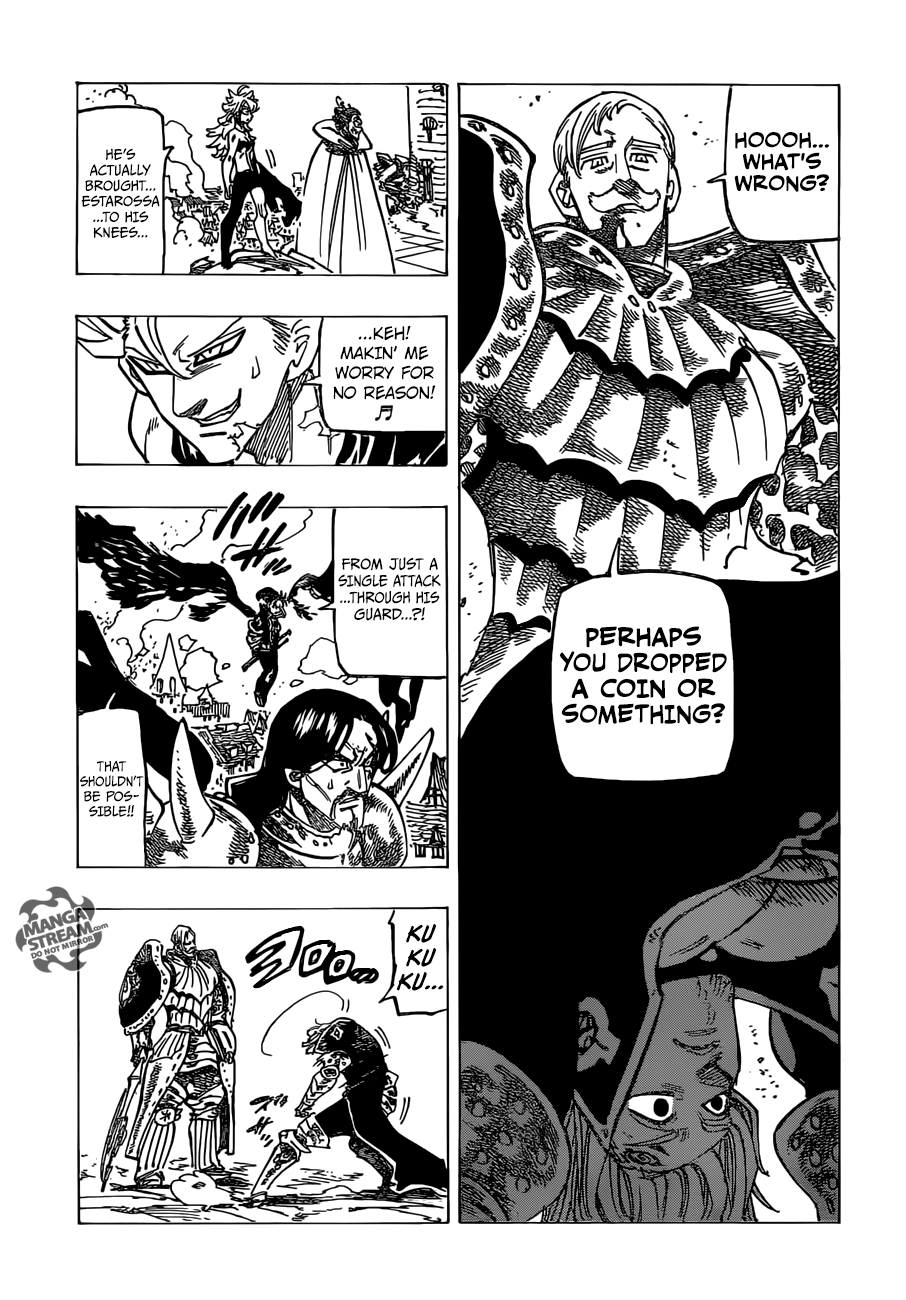 HOOOH...
WHAT'S
WRONG?
PERHAPS
YOU DROPPED
A COIN OR
SOMETHING?
HE'S
ACTUALLY
BROUGHT...
ESTAROSSA
...TO HIS
KNEES...
...KEH!
MAKIN' ME
WORRY FOR
NO REASON!
♬
FROM JUST A
SINGLE ATTACK
...THROUGH HIS
GUARD...?!
THAT
SHOULDN'T
BE POS-
SIBLE!!
KU
KU
KU...
MANGA
STREAM.com
DO NOT MIRROR